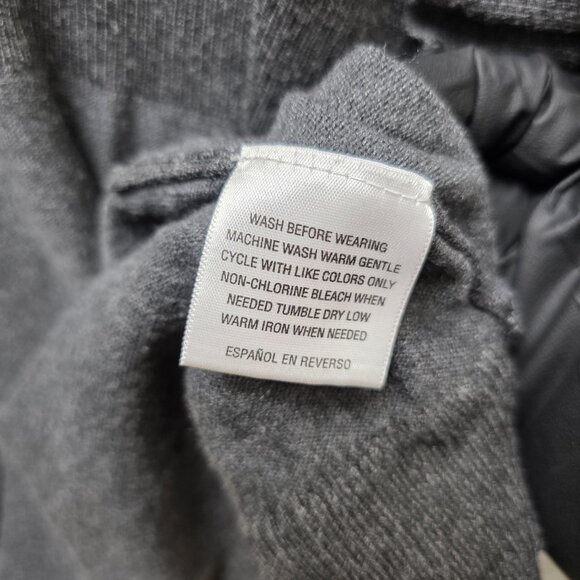 WASH BEFORE WEARING
MACHINE WASH WARM GENTLE
CYCLE WITH LIKE COLORS ONLY
NON-CHLORINE BLEACH WHEN
NEEDED TUMBLE DRY LOW
WARM IRON WHEN NEEDED
ESPAÑOL EN REVERSO